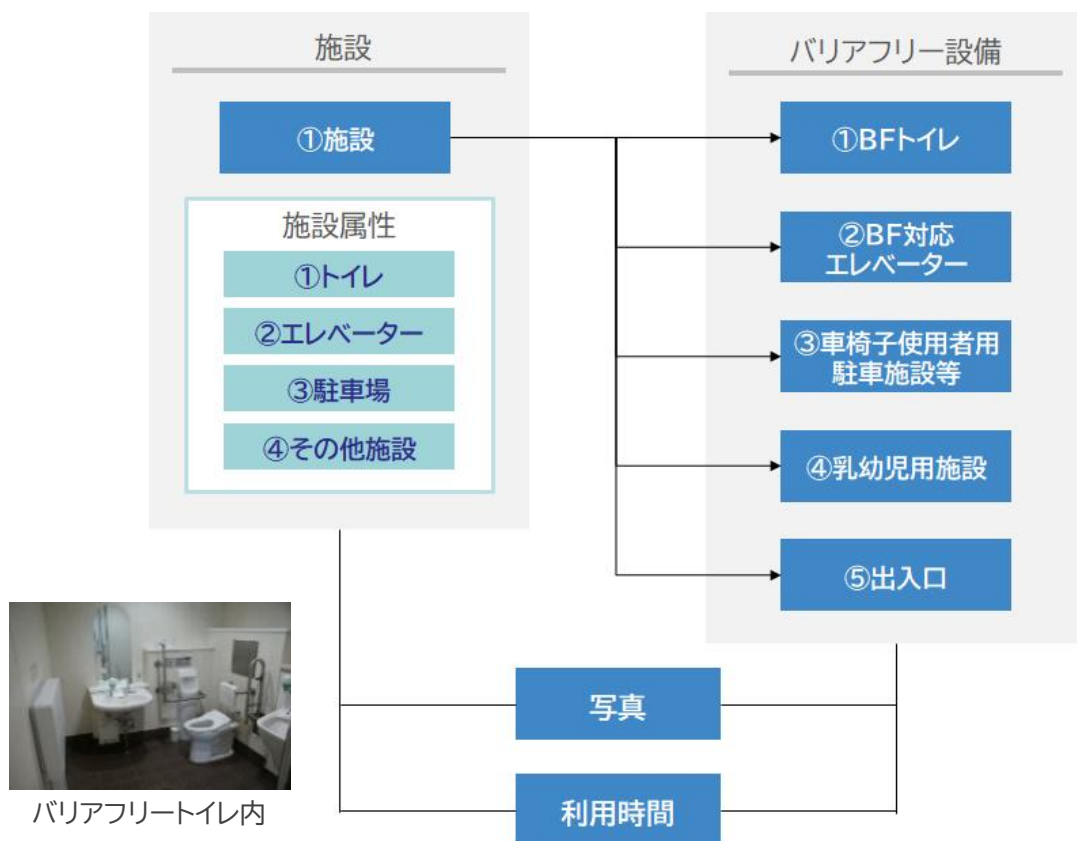 施設
①施設
施設属性
①トイレ
②エレベーター
③駐車場
④その他施設
バリアフリー設備
①BFトイレ
②BF対応
エレベーター
③車椅子使用者用
駐車施設等
④乳幼児用施設
⑤出入口
写真
利用時間
バリアフリートイレ内